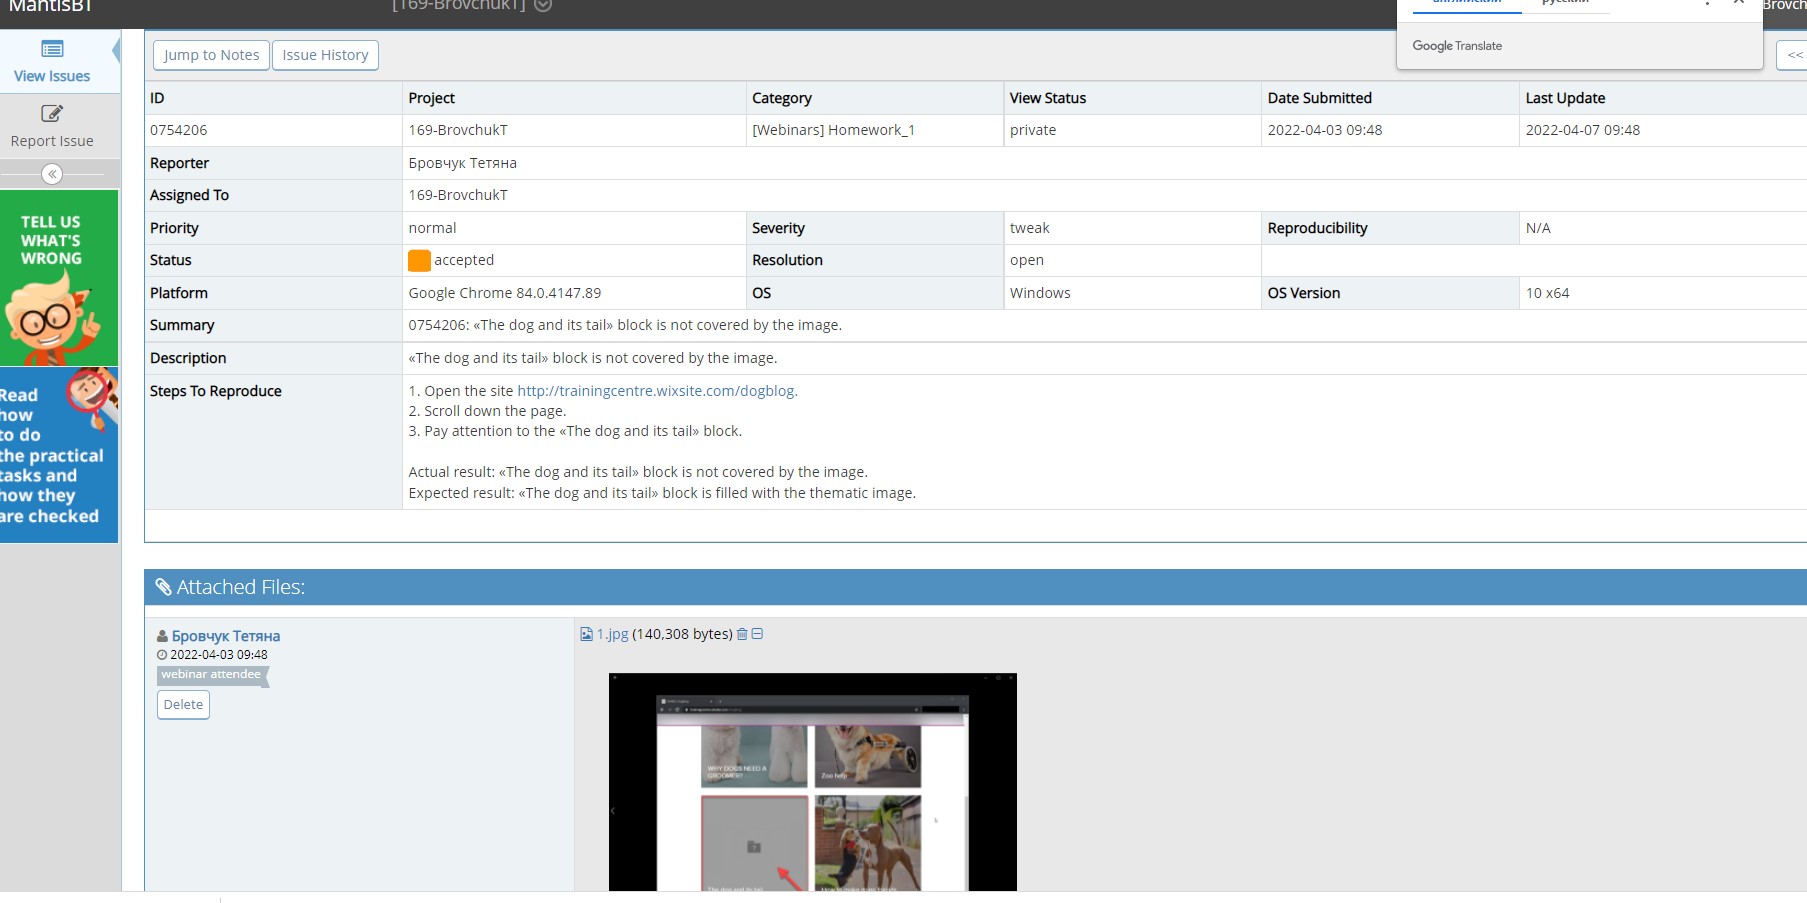 MantisBT
[169-BrovchukT]
английский
русский
Brovch
Google Translate
Jump to Notes
Issue History
<<
View Issues
Report Issue
ID
Project
Category
View Status
Date Submitted
Last Update
0754206
169-BrovchukT
[Webinars] Homework_1
private
2022-04-03 09:48
2022-04-07 09:48
Reporter
Бровчук Тетяна
Assigned To
169-BrovchukT
Priority
normal
Severity
tweak
Reproducibility
N/A
Status
accepted
Resolution
open
Platform
Google Chrome 84.0.4147.89
OS
Windows
OS Version
10 x64
Summary
0754206: «The dog and its tail» block is not covered by the image.
Description
«The dog and its tail» block is not covered by the image.
Steps To Reproduce
1. Open the site http://trainingcentre.wixsite.com/dogblog.
2. Scroll down the page.
3. Pay attention to the «The dog and its tail» block.
Actual result: «The dog and its tail» block is not covered by the image.
Expected result: «The dog and its tail» block is filled with the thematic image.
TELL US
WHAT'S
WRONG
Read
how
to do
the practical
tasks and
how they
are checked
Attached Files:
Бровчук Тетяна
2022-04-03 09:48
webinar attendee
Delete
1.jpg (140,308 bytes)
WHY DOGS NEED A
GROOMER?
Zoo help
The dog and its tail